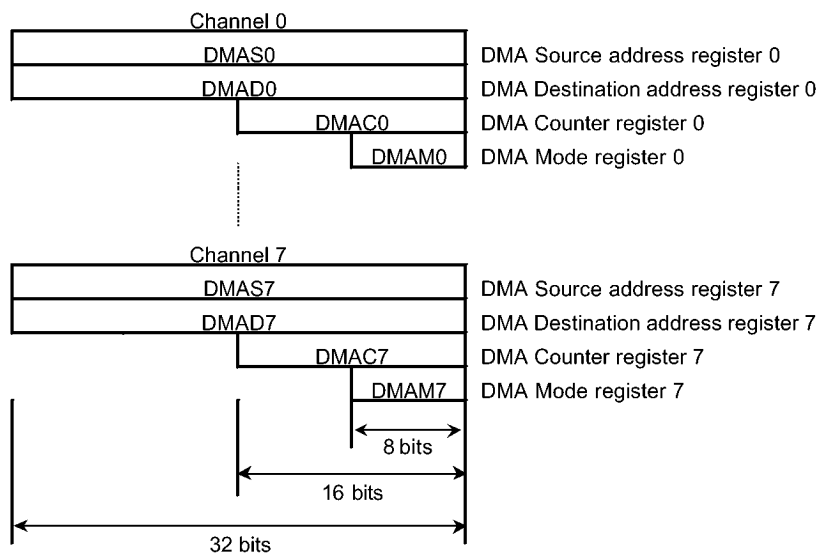 Channel 0
DMAS0 DMA Source address register 0
DMAD0 DMA Destination address register 0
DMAC0 DMA Counter register 0
DMAM0 DMA Mode register 0
Channel 7
DMAS7 DMA Source address register 7
DMAD7 DMA Destination address register 7
DMAC7 DMA Counter register 7
DMAM7 DMA Mode register 7
8 bits
16 bits
32 bits